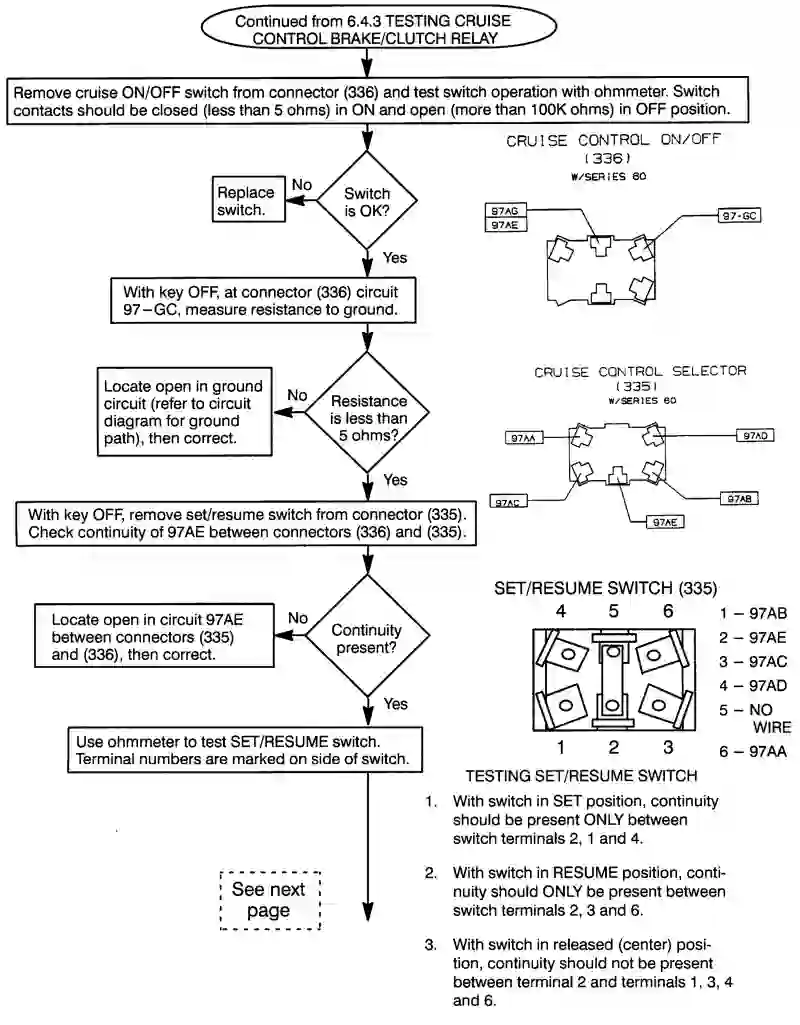 Continued from 6.4.3 TESTING CRUISE
CONTROL BRAKE/CLUTCH RELAY
Remove cruise ON/OFF switch from connector (336) and test switch operation with ohmmeter. Switch
contacts should be closed (less than 5 ohms) in ON and open (more than 100K ohms) in OFF position.
CRUISE CONTROL ON/OFF
(336)
W/SERIES 60
97AG
97AE
97-GC
Replace
switch.
No
Switch
is OK?
Yes
With key OFF, at connector (336) circuit
97-GC, measure resistance to ground.
CRUISE CONTROL SELECTOR
(335)
W/SERIES 60
97AA
97AD
97AC
97AB
97AE
Locate open in ground
circuit (refer to circuit
diagram for ground
path), then correct.
No
Resistance
is less than
5 ohms?
Yes
With key OFF, remove set/resume switch from connector (335).
Check continuity of 97AE between connectors (336) and (335).
Locate open in circuit 97AE
between connectors (335)
and (336), then correct.
No
Continuity
present?
Yes
Use ohmmeter to test SET/RESUME switch.
Terminal numbers are marked on side of switch.
See next
page
SET/RESUME SWITCH (335)
4 5 6
1 2 3
1 – 97AB
2 – 97AE
3 – 97AC
4 – 97AD
5 – NO
WIRE
6 – 97AA
TESTING SET/RESUME SWITCH
1. With switch in SET position, continuity
should be present ONLY between
switch terminals 2, 1 and 4.
2. With switch in RESUME position, conti-
nuity should ONLY be present between
switch terminals 2, 3 and 6.
3. With switch in released (center) posi-
tion, continuity should not be present
between terminal 2 and terminals 1, 3, 4
and 6.